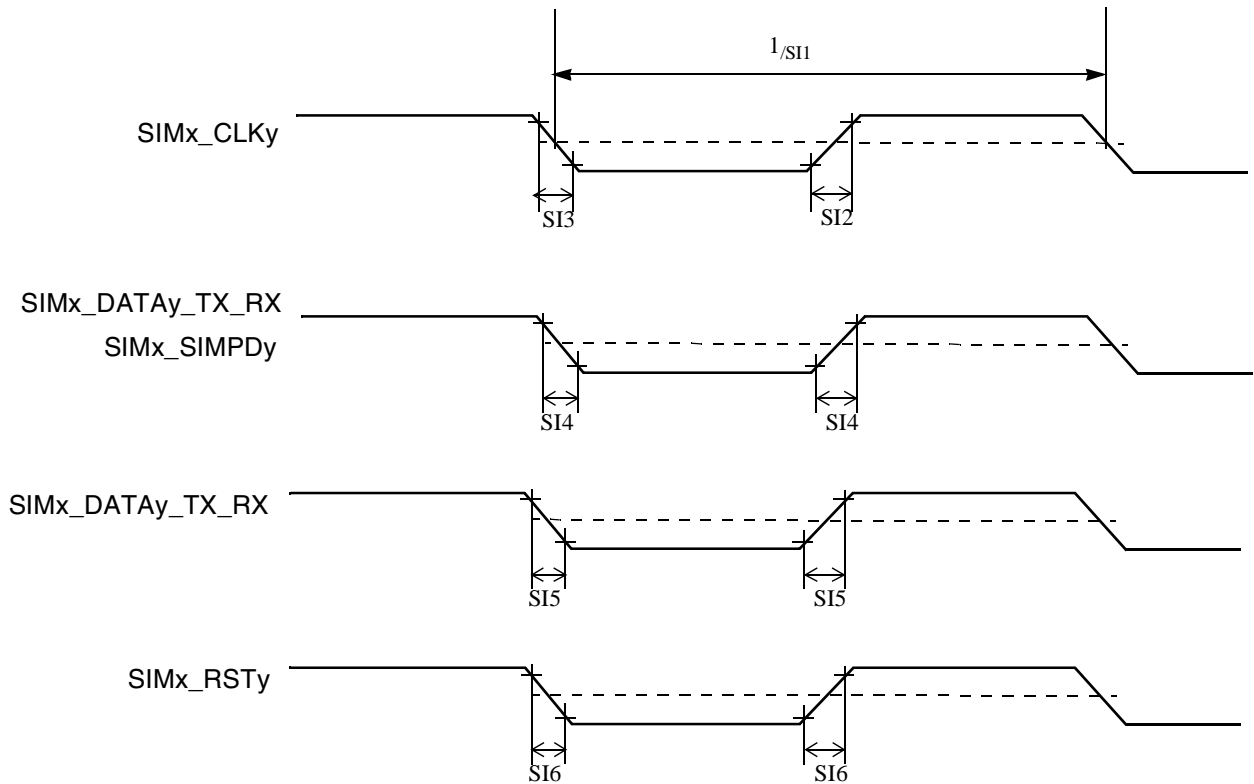 1/SI1
SIMx_CLKy
SI3
SI2
SIMx_DATAy_TX_RX
SIMx_SIMPDy
SI4
SI4
SIMx_DATAy_TX_RX
SI5
SI5
SIMx_RSTy
SI6
SI6